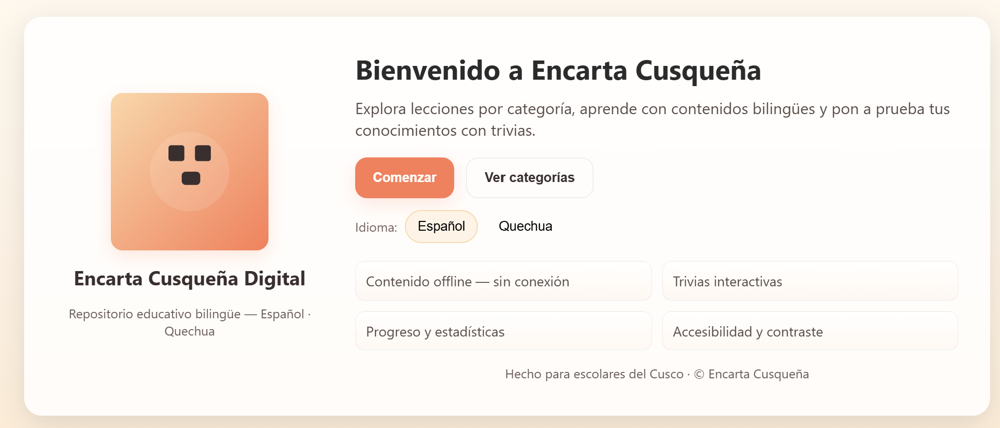 Encarta Cusqueña Digital
Repositorio educativo bilingüe — Español ·
Quechua
Bienvenido a Encarta Cusqueña
Explora lecciones por categoría, aprende con contenidos bilingües y pon a prueba tus
conocimientos con trivias.
Comenzar
Ver categorías
Idioma: Español Quechua
Contenido offline — sin conexión
Trivias interactivas
Progreso y estadísticas
Accesibilidad y contraste
Hecho para escolares del Cusco · © Encarta Cusqueña